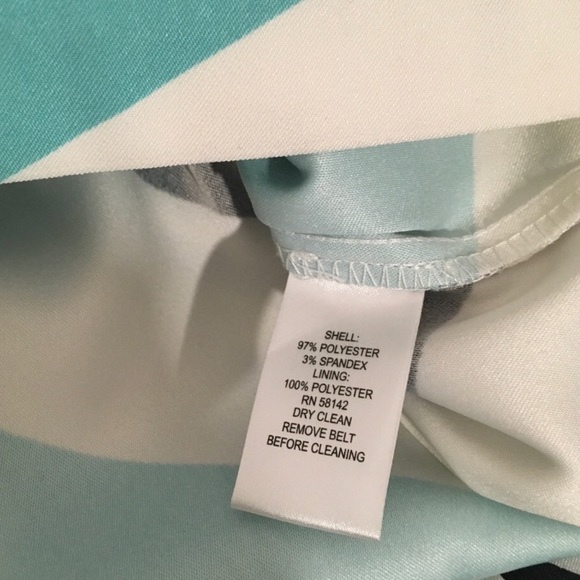 SHELL:
97% POLYESTER
3% SPANDEX
LINING:
100% POLYESTER
RN 58142
DRY CLEAN
REMOVE BELT
BEFORE CLEANING